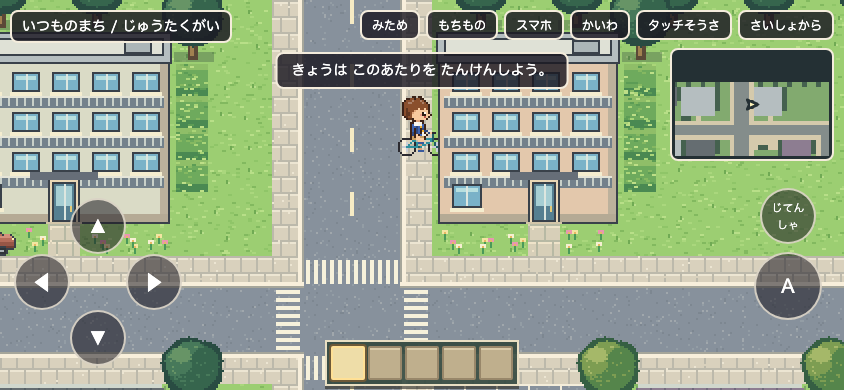 いつものまち / じゅうたくがい
みため
もちもの
スマホ
かいわ
タッチそうさ
さいしょから
きょうは このあたりを たんけんしよう。
じてん
しゃ
A